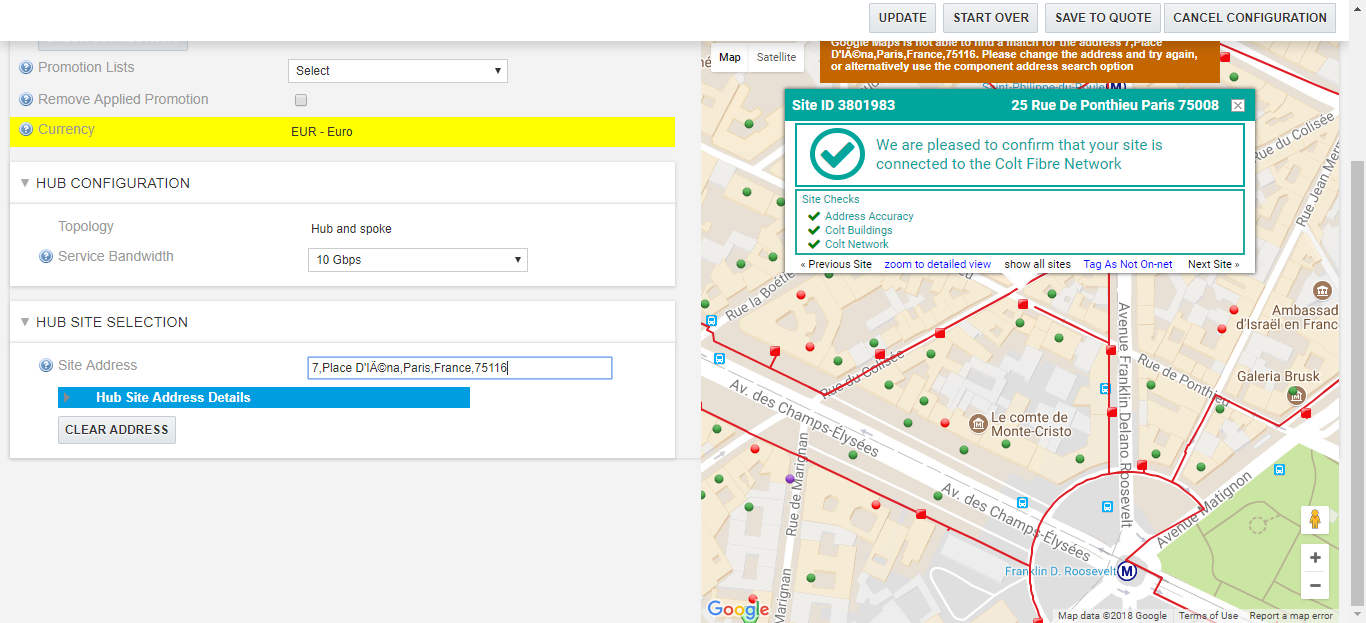 UPDATE
START OVER
SAVE TO QUOTE
CANCEL CONFIGURATION
Promotion Lists
Select
Remove Applied Promotion
Currency
EUR - Euro
HUB CONFIGURATION
Topology
Hub and spoke
Service Bandwidth
10 Gbps
HUB SITE SELECTION
Site Address
7,Place D'IÃ©na,Paris,France,75116
Hub Site Address Details
CLEAR ADDRESS
Map
Satellite
Google Maps is not able to find a match for the address 7,Place
D'IÃ©na,Paris,France,75116. Please change the address and try again,
or alternatively use the component address search option
Saint-Philippe-du-Roule
M
Site ID 3801983
25 Rue De Ponthieu Paris 75008
We are pleased to confirm that your site is
connected to the Colt Fibre Network
Site Checks
Address Accuracy
Colt Buildings
Colt Network
« Previous Site
zoom to detailed view
show all sites
Tag As Not On-net
Next Site »
Rue du Colisée
Rue Jean Mer
Rue la Boétie
Ambassad
d'Israël en Franc
Avenue Franklin Delano Roosevelt
Rue du Colisée
Rue de Ponthieu
Galeria Brusk
Av. des Champs-Élysées
Le comte de
Monte-Cristo
Rue de Marignan
Av. des Champs-Élysées
Avenue Matignon
Franklin D. Roosevelt
M
Marignan
Google
Map data ©2018 Google
Terms of Use
Report a map error